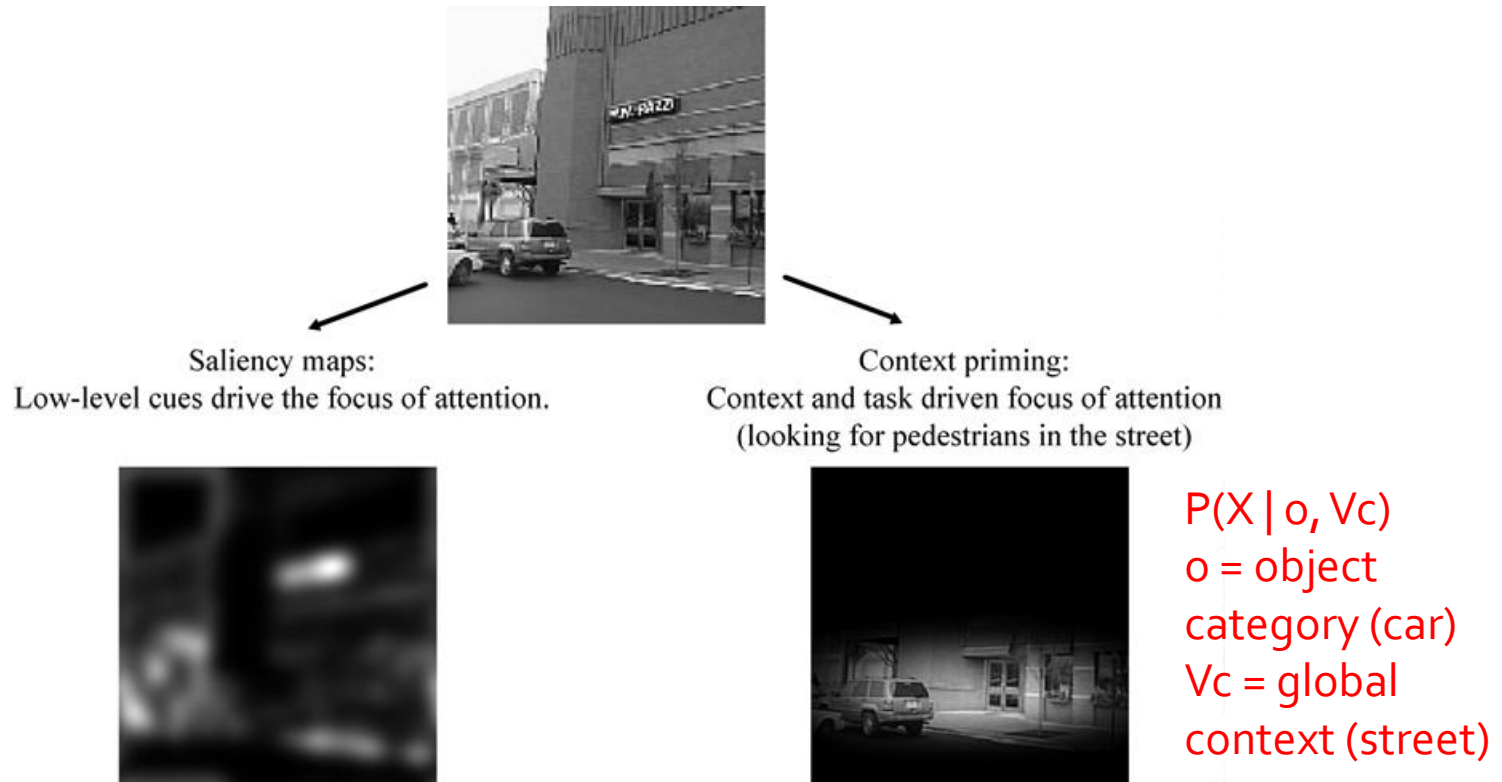 PAZZI
Saliency maps:
Low-level cues drive the focus of attention.
Context priming:
Context and task driven focus of attention
(looking for pedestrians in the street)
P(X | o, Vc)
o = object
category (car)
Vc = global
context (street)